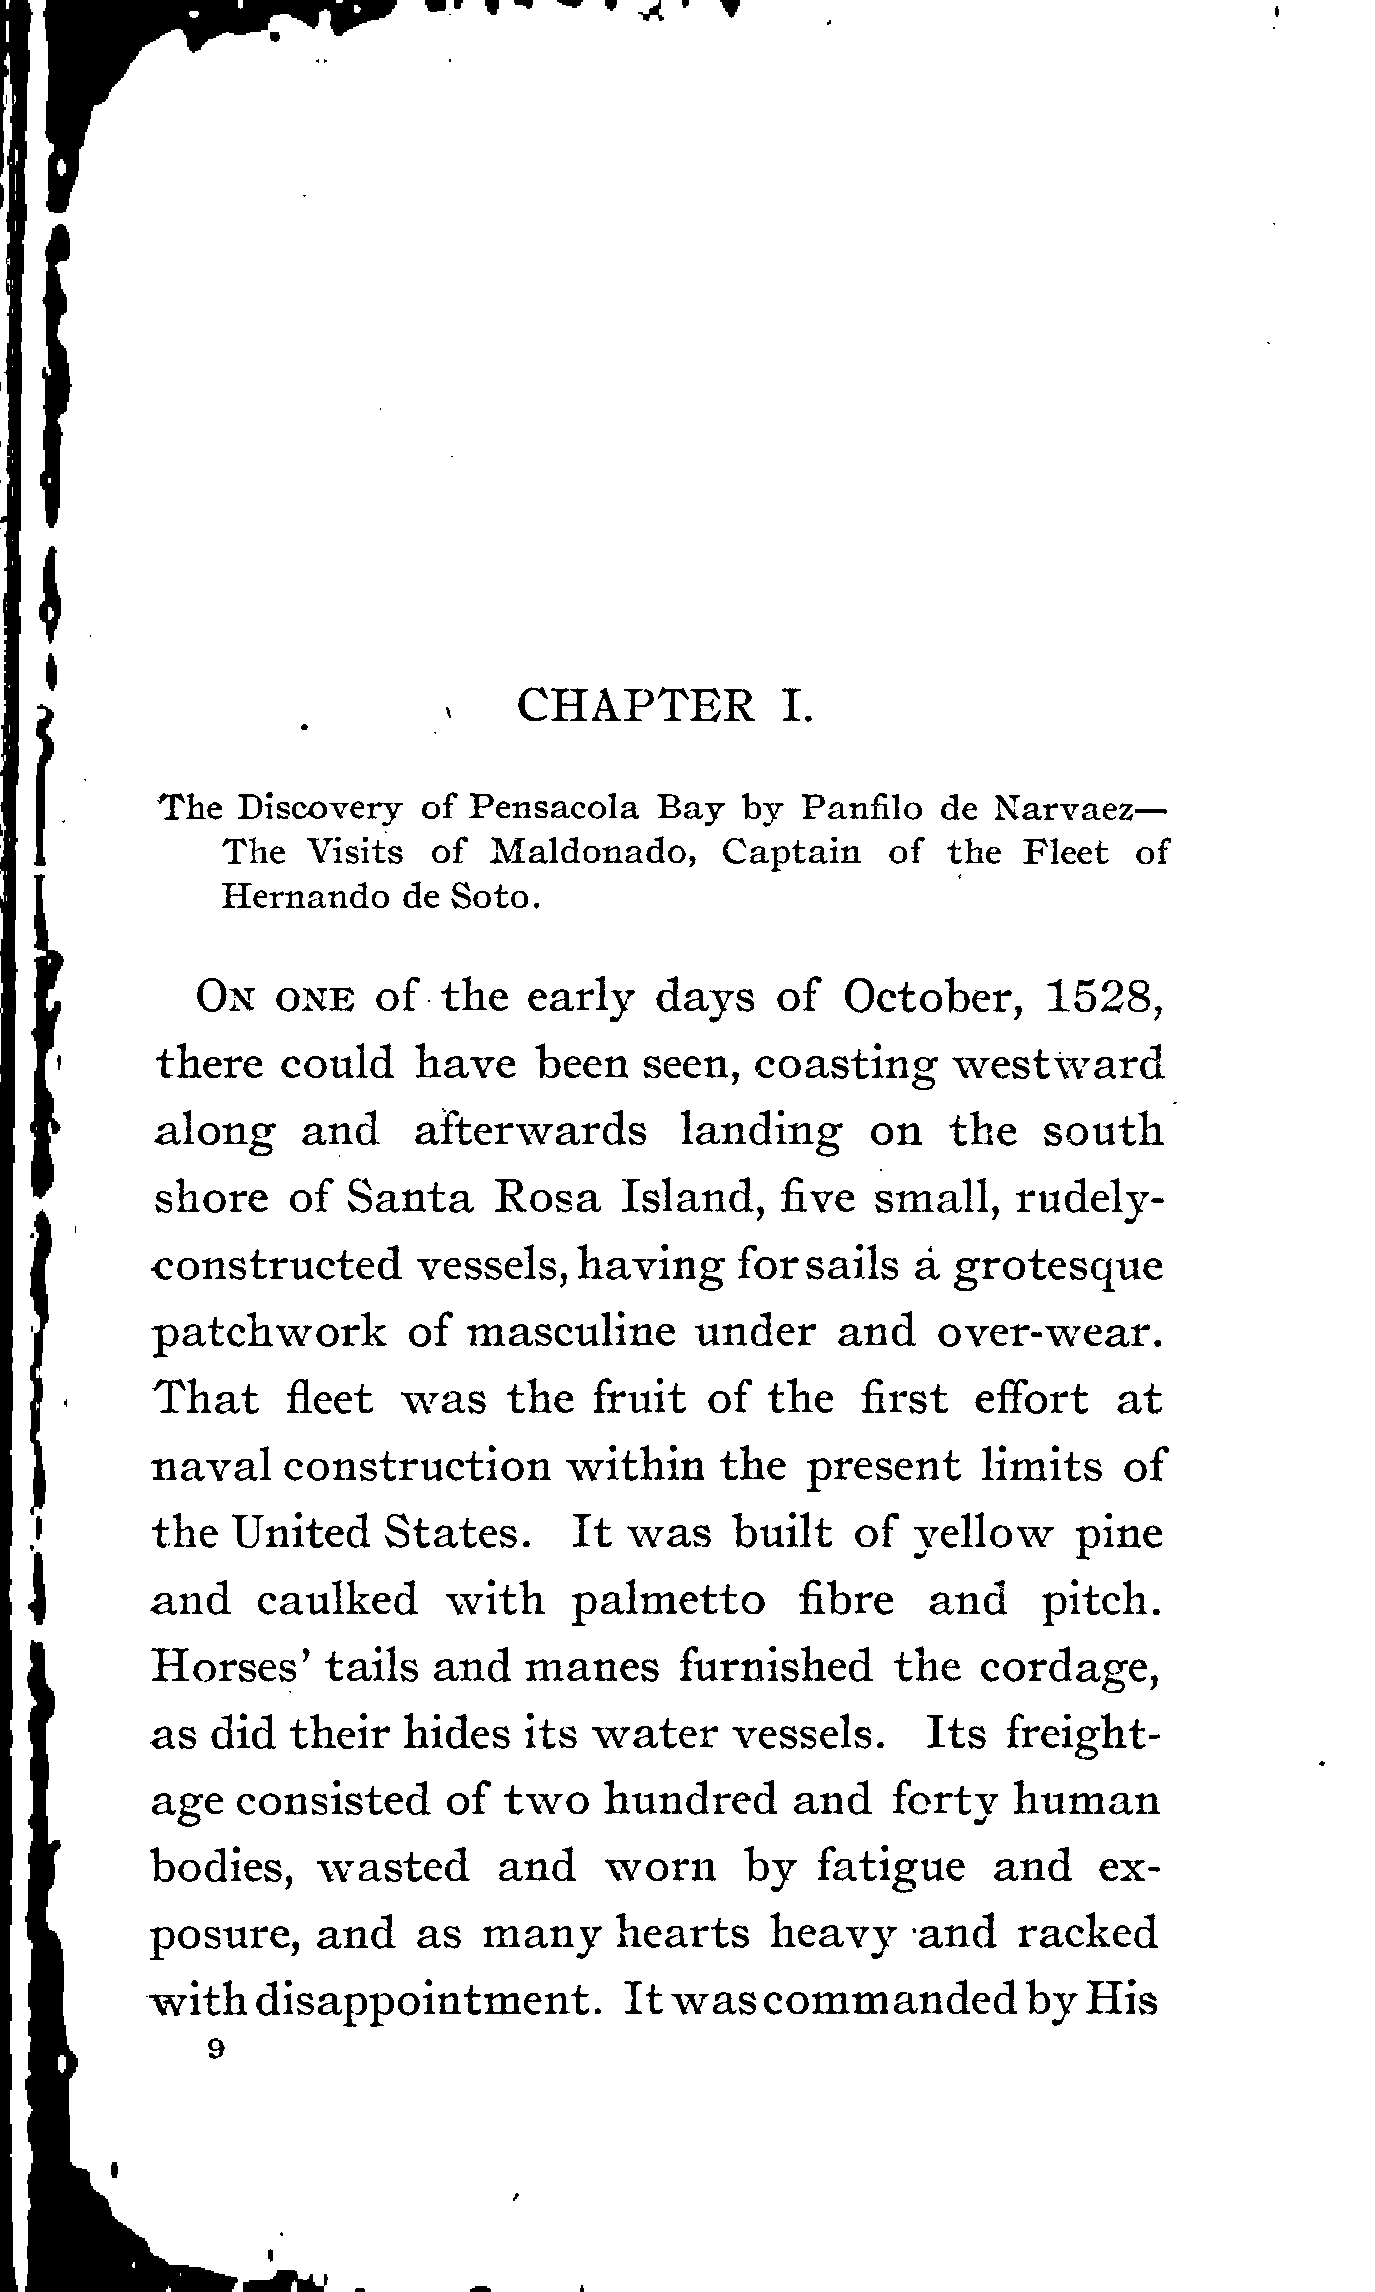 CHAPTER I.
The Discovery of Pensacola Bay by Panfilo de Narvaez—
The Visits of Maldonado, Captain of the Fleet of
Hernando de Soto.
ON ONE of the early days of October, 1528,
there could have been seen, coasting westward
along and afterwards landing on the south
shore of Santa Rosa Island, five small, rudely-
constructed vessels, having for sails a grotesque
patchwork of masculine under and over-wear.
That fleet was the fruit of the first effort at
naval construction within the present limits of
the United States. It was built of yellow pine
and caulked with palmetto fibre and pitch.
Horses' tails and manes furnished the cordage,
as did their hides its water vessels. Its freight-
age consisted of two hundred and forty human
bodies, wasted and worn by fatigue and ex-
posure, and as many hearts heavy and racked
with disappointment. It was commanded by His
9